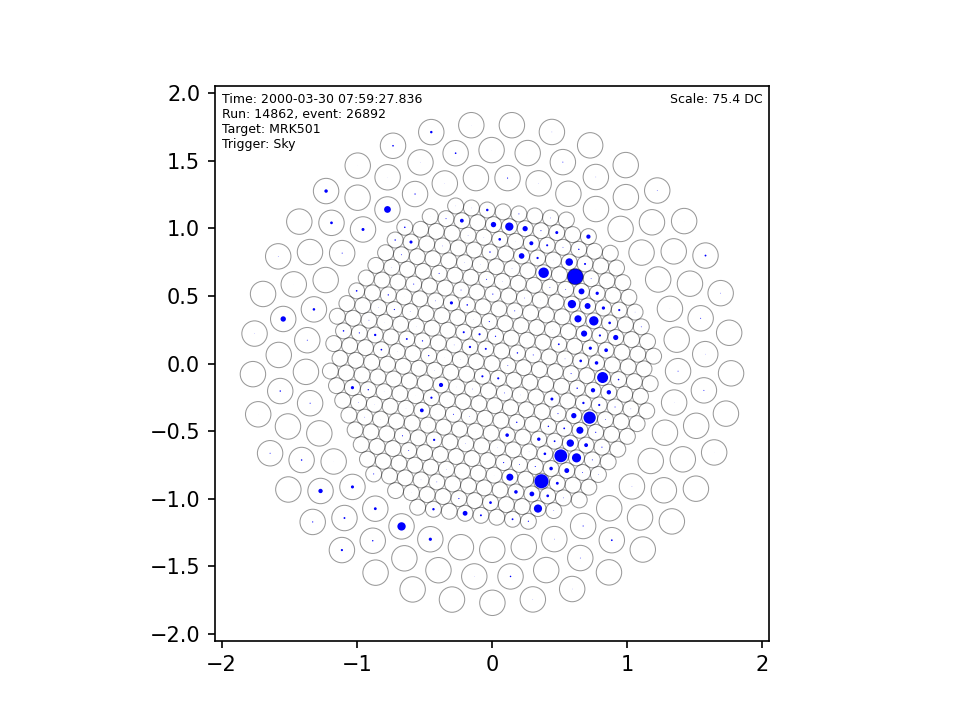 Time: 2000-03-30 07:59:27.836
Scale: 75.4 DC
Run: 14862, event: 26892
Target: MRK501
Trigger: Sky
2.0
1.5
1.0
0.5
0.0
−0.5
−1.0
−1.5
−2.0
−2 −1 0 1 2